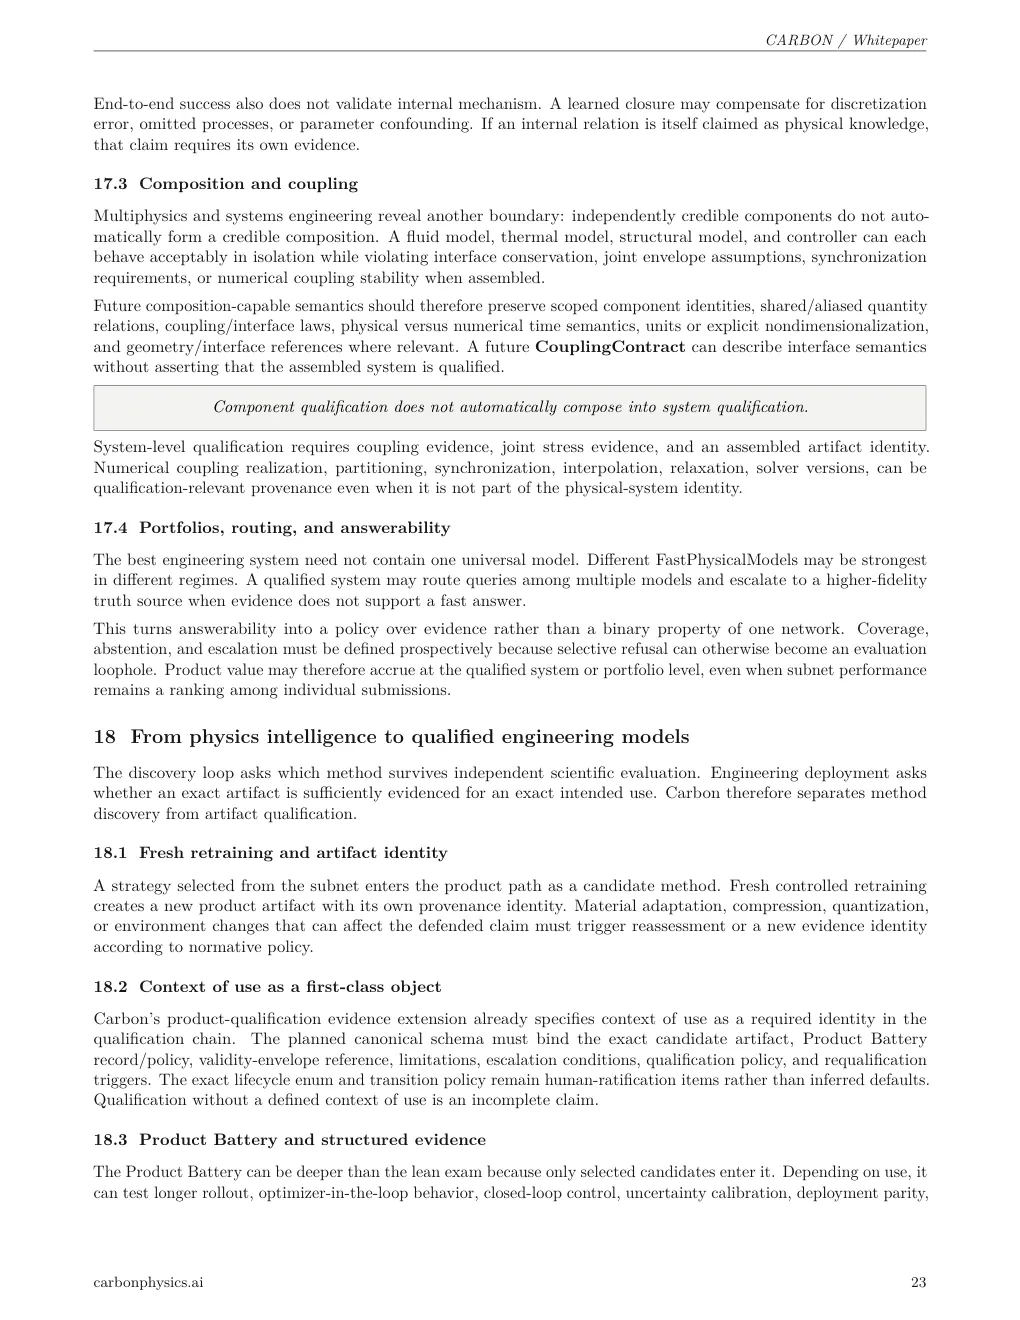 CARBON / Whitepaper
End-to-end success also does not validate internal mechanism. A learned closure may compensate for discretization
error, omitted processes, or parameter confounding. If an internal relation is itself claimed as physical knowledge,
that claim requires its own evidence.
17.3 Composition and coupling
Multiphysics and systems engineering reveal another boundary: independently credible components do not auto-
matically form a credible composition. A fluid model, thermal model, structural model, and controller can each
behave acceptably in isolation while violating interface conservation, joint envelope assumptions, synchronization
requirements, or numerical coupling stability when assembled.
Future composition-capable semantics should therefore preserve scoped component identities, shared/aliased quantity
relations, coupling/interface laws, physical versus numerical time semantics, units or explicit nondimensionalization,
and geometry/interface references where relevant. A future CouplingContract can describe interface semantics
without asserting that the assembled system is qualified.
Component qualification does not automatically compose into system qualification.
System-level qualification requires coupling evidence, joint stress evidence, and an assembled artifact identity.
Numerical coupling realization, partitioning, synchronization, interpolation, relaxation, solver versions, can be
qualification-relevant provenance even when it is not part of the physical-system identity.
17.4 Portfolios, routing, and answerability
The best engineering system need not contain one universal model. Different FastPhysicalModels may be strongest
in different regimes. A qualified system may route queries among multiple models and escalate to a higher-fidelity
truth source when evidence does not support a fast answer.
This turns answerability into a policy over evidence rather than a binary property of one network. Coverage,
abstention, and escalation must be defined prospectively because selective refusal can otherwise become an evaluation
loophole. Product value may therefore accrue at the qualified system or portfolio level, even when subnet performance
remains a ranking among individual submissions.
18 From physics intelligence to qualified engineering models
The discovery loop asks which method survives independent scientific evaluation. Engineering deployment asks
whether an exact artifact is sufficiently evidenced for an exact intended use. Carbon therefore separates method
discovery from artifact qualification.
18.1 Fresh retraining and artifact identity
A strategy selected from the subnet enters the product path as a candidate method. Fresh controlled retraining
creates a new product artifact with its own provenance identity. Material adaptation, compression, quantization,
or environment changes that can affect the defended claim must trigger reassessment or a new evidence identity
according to normative policy.
18.2 Context of use as a first-class object
Carbon's product-qualification evidence extension already specifies context of use as a required identity in the
qualification chain. The planned canonical schema must bind the exact candidate artifact, Product Battery
record/policy, validity-envelope reference, limitations, escalation conditions, qualification policy, and requalification
triggers. The exact lifecycle enum and transition policy remain human-ratification items rather than inferred defaults.
Qualification without a defined context of use is an incomplete claim.
18.3 Product Battery and structured evidence
The Product Battery can be deeper than the lean exam because only selected candidates enter it. Depending on use, it
can test longer rollout, optimizer-in-the-loop behavior, closed-loop control, uncertainty calibration, deployment parity,
carbonphysics.ai
23